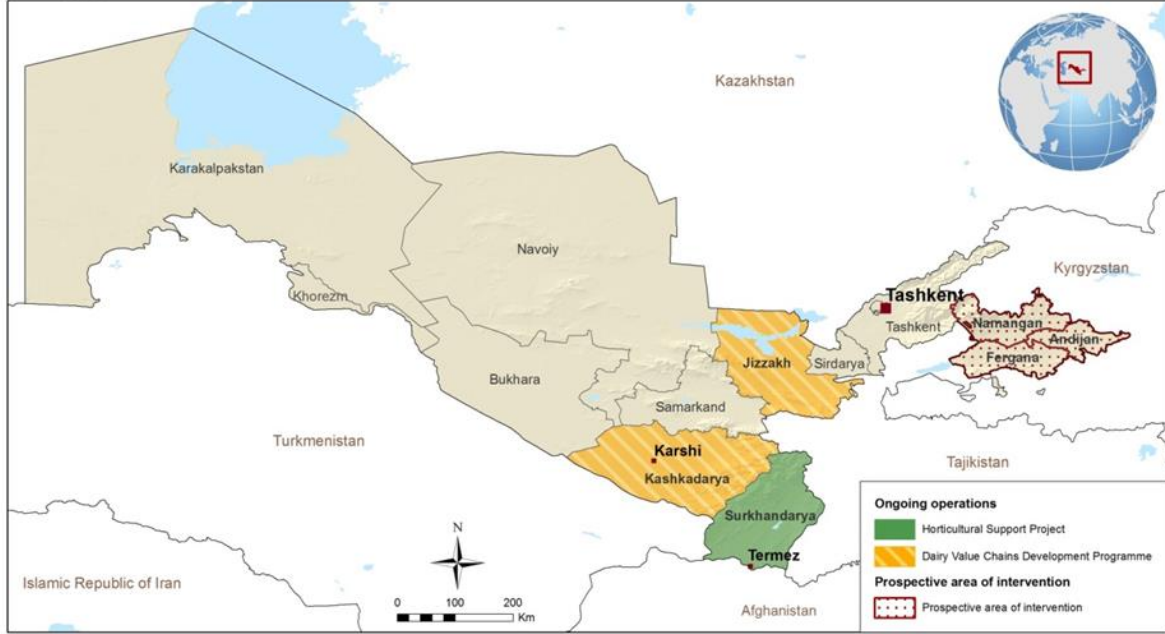 Kazakhstan
Karakalpakstan
Navoiy
Kyrgyzstan
Khorezm
Tashkent
Tashkent
Namangan
Andijan
Fergana
Jizzakh
Sirdarya
Bukhara
Samarkand
Turkmenistan
Karshi
Kashkadarya
Tajikistan
Surkhandarya
Termez
Islamic Republic of Iran
Afghanistan
N
0 50 100 200
Km
Ongoing operations
Horticultural Support Project
Dairy Value Chains Development Programme
Prospective area of intervention
Prospective area of intervention